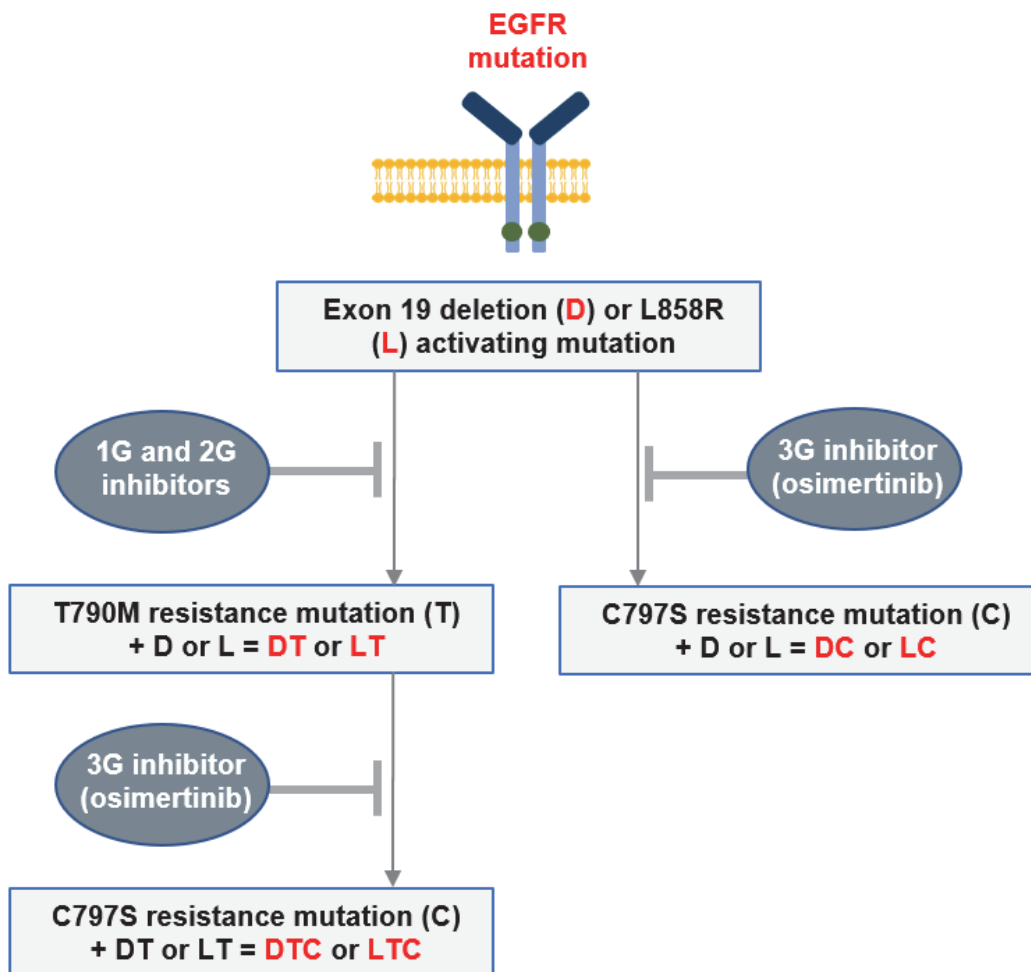 EGFR
mutation
Exon 19 deletion (D) or L858R
(L) activating mutation
1G and 2G
inhibitors
3G inhibitor
(osimertinib)
T790M resistance mutation (T)
+ D or L = DT or LT
C797S resistance mutation (C)
+ D or L = DC or LC
3G inhibitor
(osimertinib)
C797S resistance mutation (C)
+ DT or LT = DTC or LTC